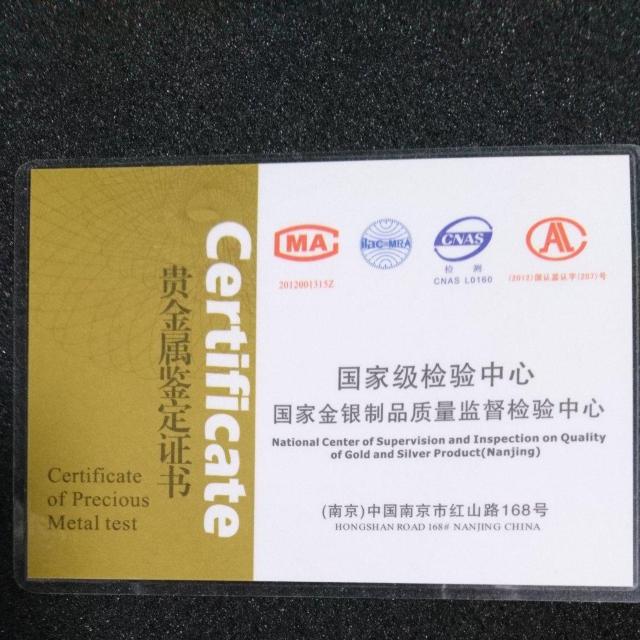 贵金属鉴定证书
Certificate
Certificate
of Precious
Metal test
MA
2012001315Z
ilac-MRA
CNAS
检 测
CNAS L0160
AL
(2012)国认监认字(207)号
国家级检验中心
国家金银制品质量监督检验中心
National Center of Supervision and Inspection on Quality
of Gold and Silver Product(Nanjing)
(南京)中国南京市红山路168号
HONGSHAN ROAD 168# NANJING CHINA